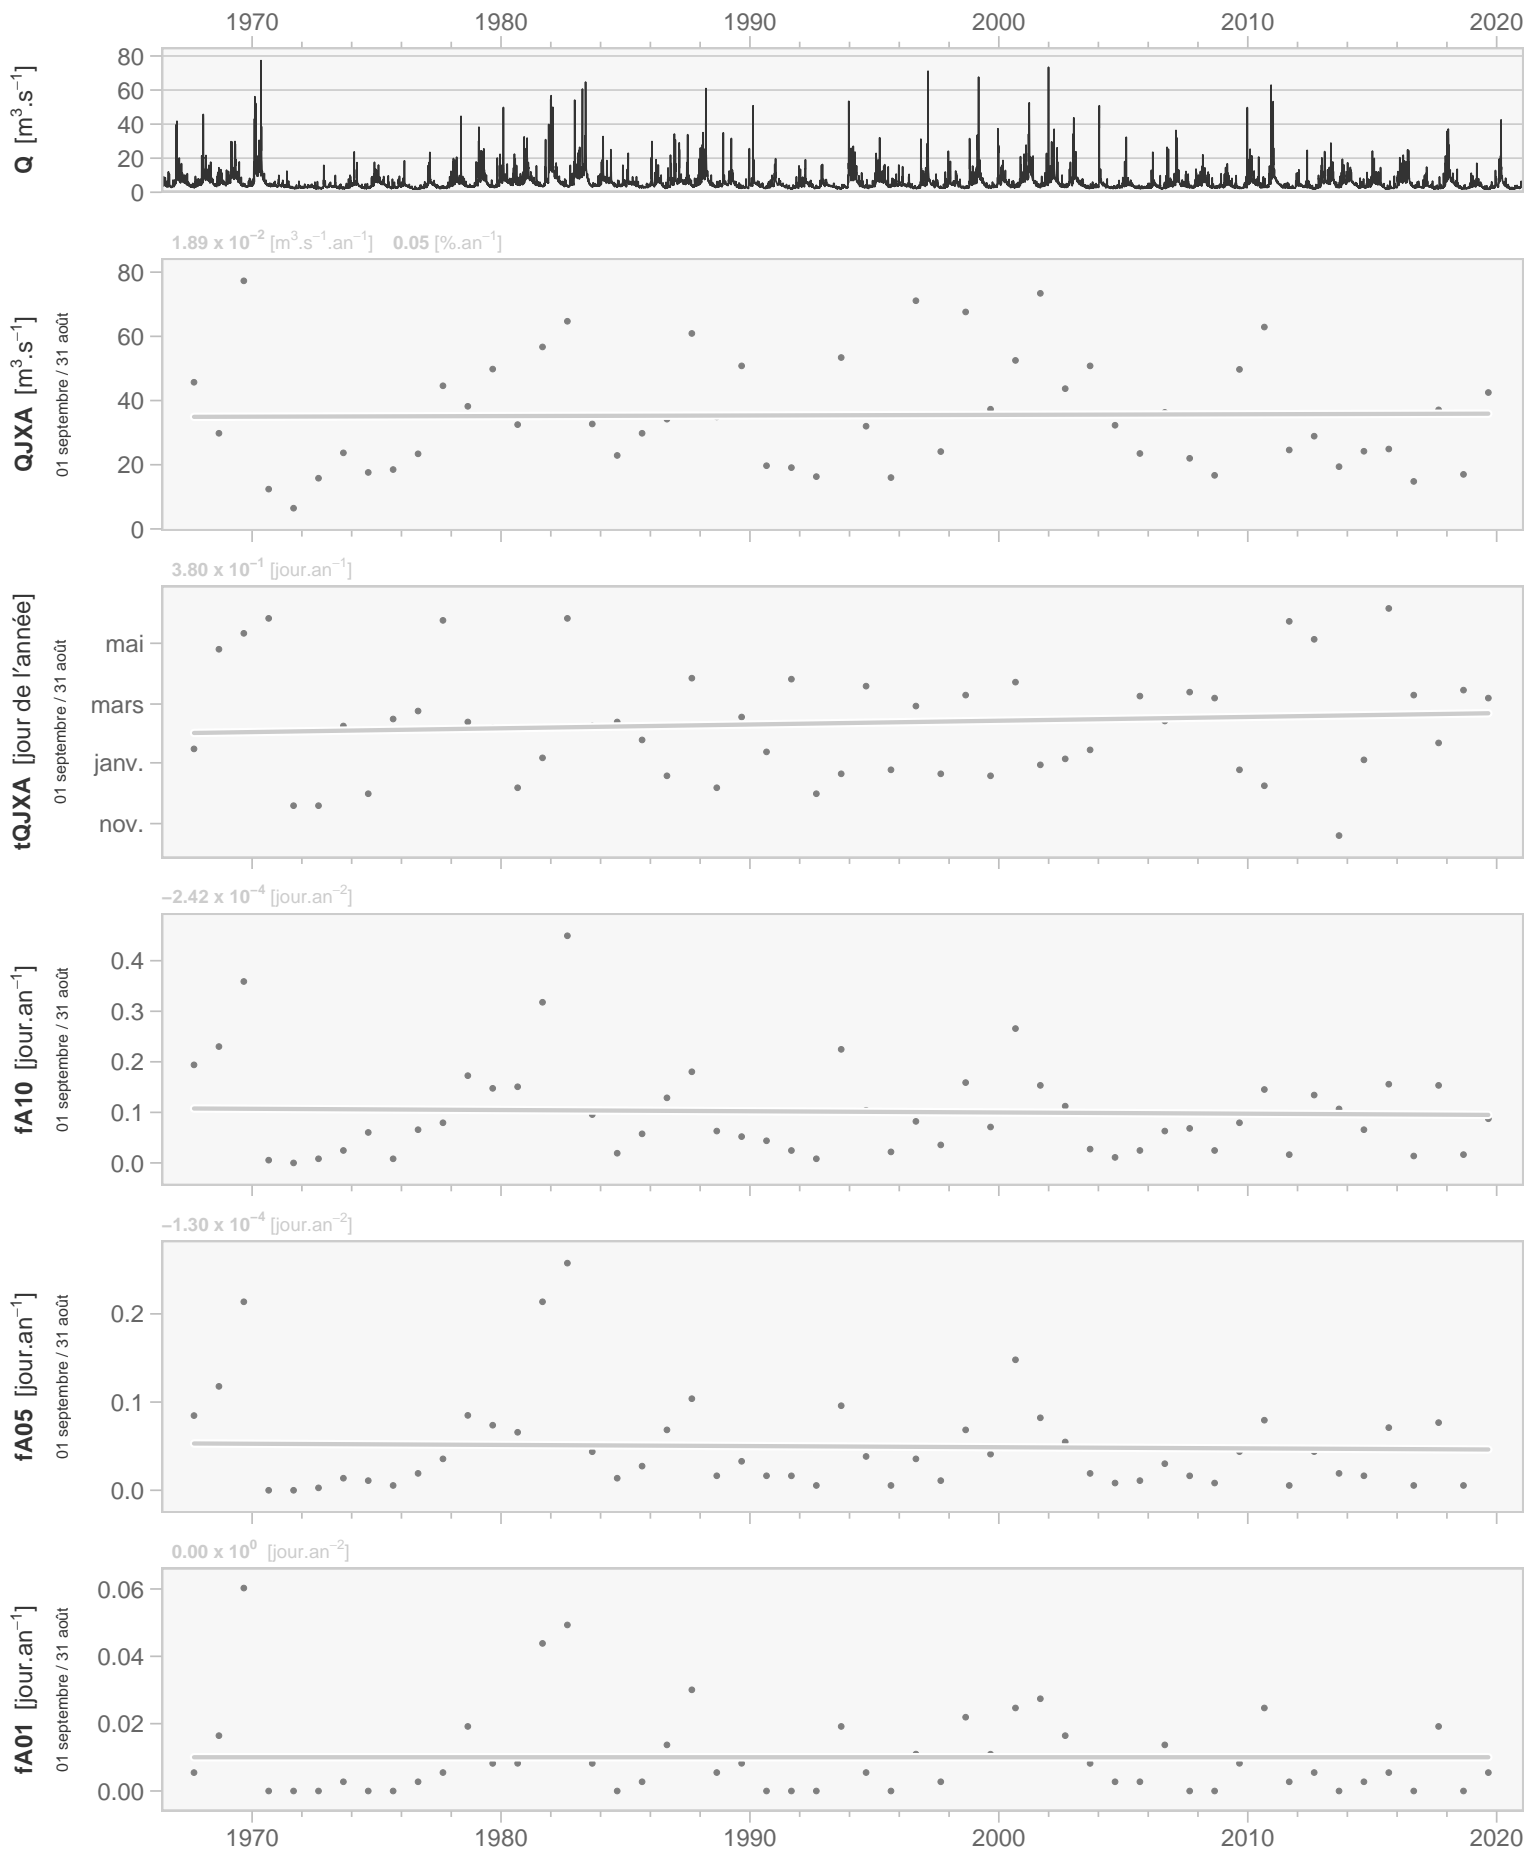 1970 1980 1990 2000 2010 2020
Q [m³.s⁻¹]
80
60
40
20
0
1.89 x 10⁻² [m³.s⁻¹.an⁻¹] 0.05 [%.an⁻¹]
QJXA [m³.s⁻¹]
01 septembre / 31 août
80
60
40
20
0
3.80 x 10⁻¹ [jour.an⁻¹]
tQJXA [jour de l'année]
01 septembre / 31 août
mai
mars
janv.
nov.
−2.42 x 10⁻⁴ [jour.an⁻²]
fA10 [jour.an⁻¹]
01 septembre / 31 août
0.4
0.3
0.2
0.1
0.0
−1.30 x 10⁻⁴ [jour.an⁻²]
fA05 [jour.an⁻¹]
01 septembre / 31 août
0.2
0.1
0.0
0.00 x 10⁰ [jour.an⁻²]
fA01 [jour.an⁻¹]
01 septembre / 31 août
0.06
0.04
0.02
0.00
1970 1980 1990 2000 2010 2020